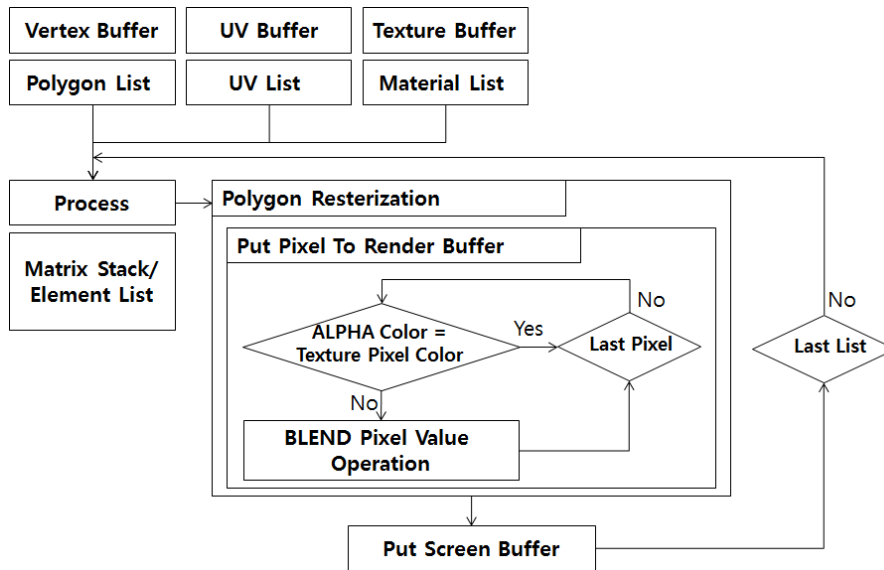 Vertex Buffer
UV Buffer
Texture Buffer
Polygon List
UV List
Material List
Process
Matrix Stack/
Element List
Polygon Resterization
Put Pixel To Render Buffer
No
ALPHA Color =
Texture Pixel Color
Yes
Last Pixel
No
BLEND Pixel Value
Operation
No
Last List
Put Screen Buffer